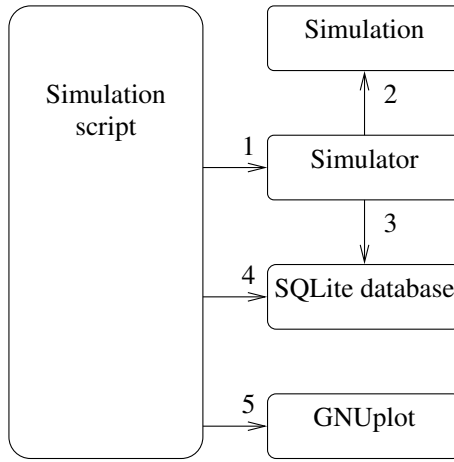 Simulation
script
Simulation
2
1
Simulator
3
4
SQLite database
5
GNUplot